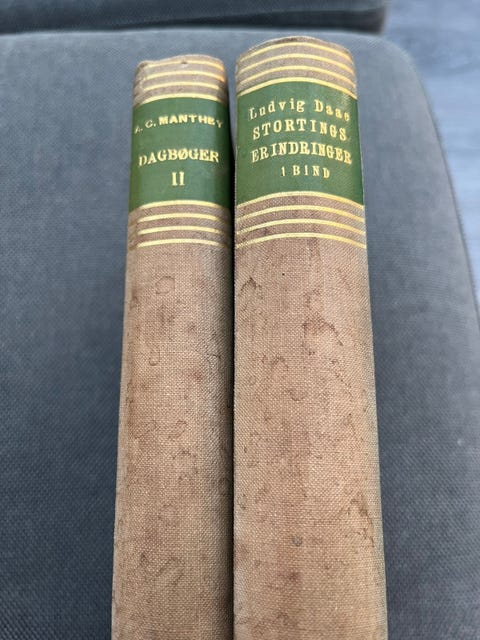 A. C. MANTHEY
DAGBØGER
II
Ludvig Daae
STORTINGS.
ERINDRINGER
1 BIND